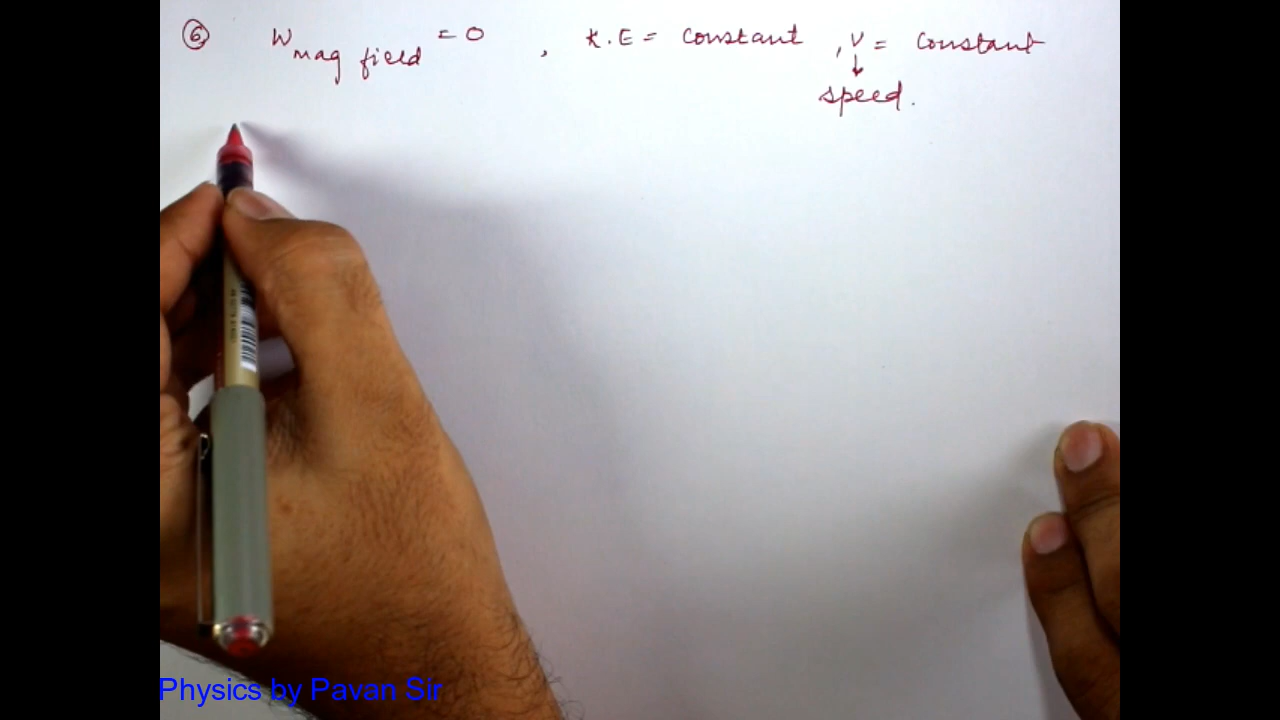 ⑥ W mag field = 0 , K.E = constant , v = constant
↓
speed.
Physics by Pavan Sir